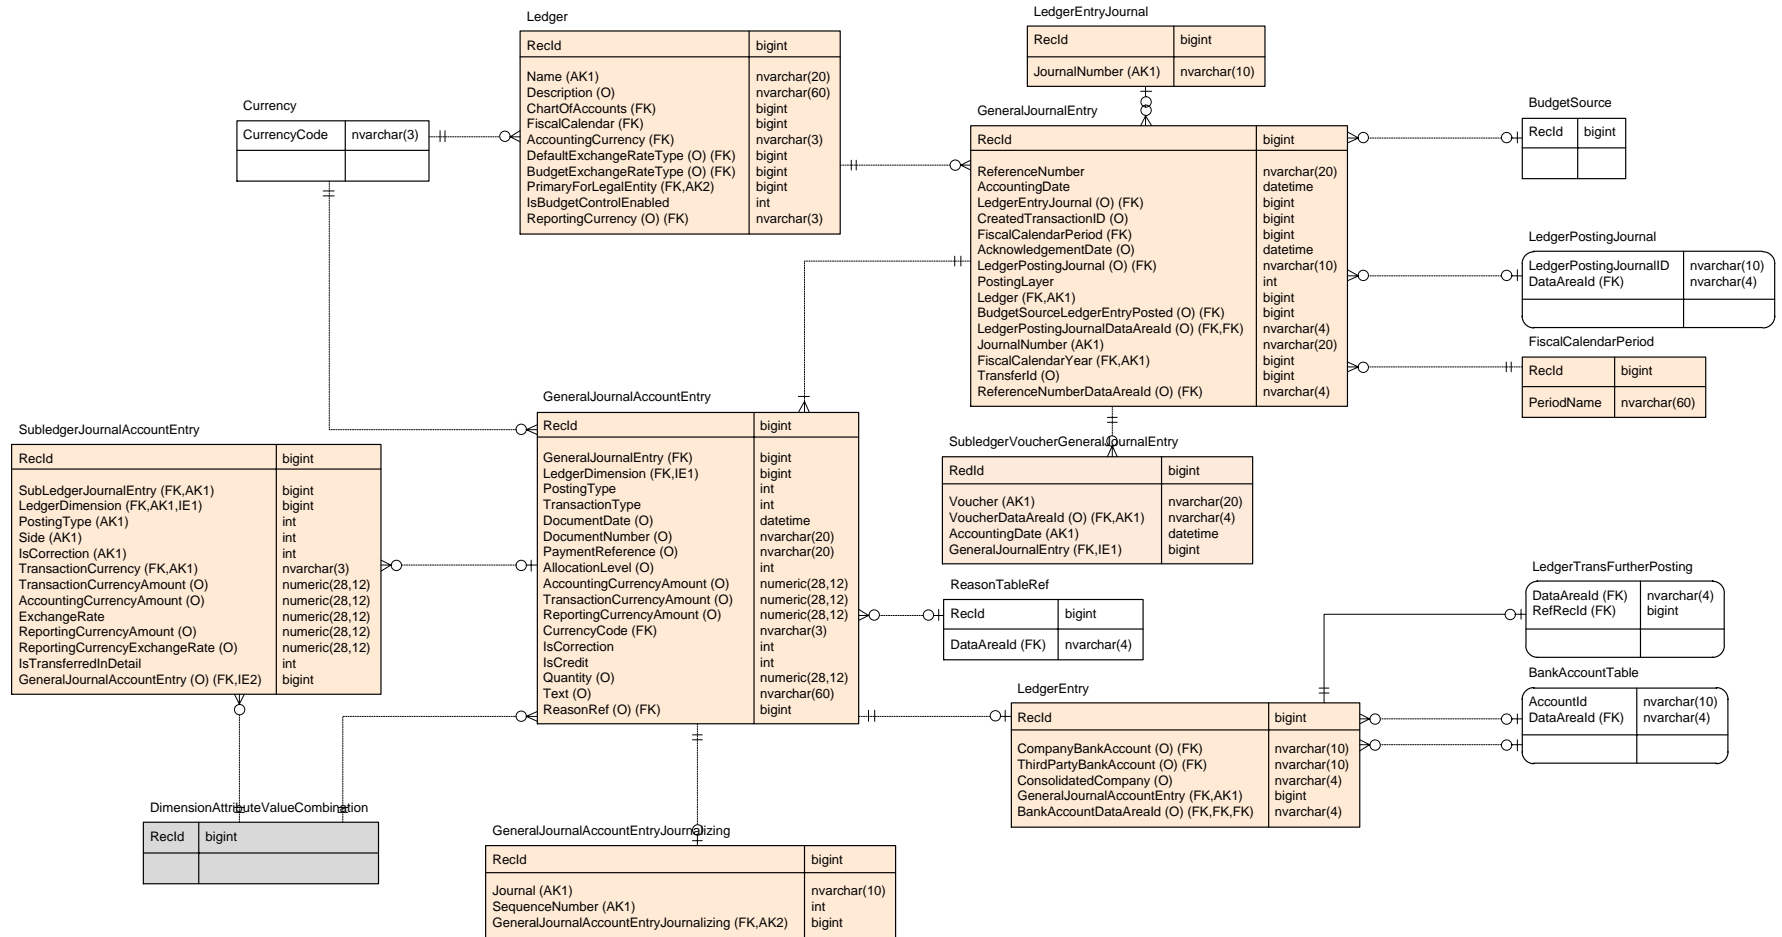 Ledger
RecId bigint
Name (AK1) nvarchar(20)
Description (O) nvarchar(60)
ChartOfAccounts (FK) bigint
FiscalCalendar (FK) bigint
AccountingCurrency (FK) nvarchar(3)
DefaultExchangeRateType (O) (FK) bigint
BudgetExchangeRateType (O) (FK) bigint
PrimaryForLegalEntity (FK,AK2) bigint
IsBudgetControlEnabled int
ReportingCurrency (O) (FK) nvarchar(3)
LedgerEntryJournal
RecId bigint
JournalNumber (AK1) nvarchar(10)
Currency
CurrencyCode nvarchar(3)
GeneralJournalEntry
RecId bigint
ReferenceNumber nvarchar(20)
AccountingDate datetime
LedgerEntryJournal (O) (FK) bigint
CreatedTransactionID (O) bigint
FiscalCalendarPeriod (FK) bigint
AcknowledgementDate (O) datetime
LedgerPostingJournal (O) (FK) nvarchar(10)
PostingLayer int
Ledger (FK,AK1) bigint
BudgetSourceLedgerEntryPosted (O) (FK) bigint
LedgerPostingJournalDataAreaId (O) (FK,FK) nvarchar(4)
JournalNumber (AK1) nvarchar(20)
FiscalCalendarYear (FK,AK1) bigint
TransferId (O) bigint
ReferenceNumberDataAreaId (O) (FK) nvarchar(4)
BudgetSource
RecId bigint
LedgerPostingJournal
LedgerPostingJournalID nvarchar(10)
DataAreaId (FK) nvarchar(4)
FiscalCalendarPeriod
RecId bigint
PeriodName nvarchar(60)
GeneralJournalAccountEntry
RecId bigint
GeneralJournalEntry (FK) bigint
LedgerDimension (FK,IE1) bigint
PostingType int
TransactionType int
DocumentDate (O) datetime
DocumentNumber (O) nvarchar(20)
PaymentReference (O) nvarchar(20)
AllocationLevel (O) int
AccountingCurrencyAmount (O) numeric(28,12)
TransactionCurrencyAmount (O) numeric(28,12)
ReportingCurrencyAmount (O) numeric(28,12)
CurrencyCode (FK) nvarchar(3)
IsCorrection int
IsCredit int
Quantity (O) numeric(28,12)
Text (O) nvarchar(60)
ReasonRef (O) (FK) bigint
SubledgerJournalAccountEntry
RecId bigint
SubLedgerJournalEntry (FK,AK1) bigint
LedgerDimension (FK,AK1,IE1) bigint
PostingType (AK1) int
Side (AK1) int
IsCorrection (AK1) int
TransactionCurrency (FK,AK1) nvarchar(3)
TransactionCurrencyAmount (O) numeric(28,12)
AccountingCurrencyAmount (O) numeric(28,12)
ExchangeRate numeric(28,12)
ReportingCurrencyAmount (O) numeric(28,12)
ReportingCurrencyExchangeRate (O) numeric(28,12)
IsTransferredInDetail int
GeneralJournalAccountEntry (O) (FK,IE2) bigint
SubledgerVoucherGeneralJournalEntry
RedId bigint
Voucher (AK1) nvarchar(20)
VoucherDataAreaId (O) (FK,AK1) nvarchar(4)
AccountingDate (AK1) datetime
GeneralJournalEntry (FK,IE1) bigint
ReasonTableRef
RecId bigint
DataAreaId (FK) nvarchar(4)
LedgerTransFurtherPosting
DataAreaId (FK) nvarchar(4)
RefRecId (FK) bigint
LedgerEntry
RecId bigint
CompanyBankAccount (O) (FK) nvarchar(10)
ThirdPartyBankAccount (O) (FK) nvarchar(10)
ConsolidatedCompany (O) nvarchar(4)
GeneralJournalAccountEntry (FK,AK1) bigint
BankAccountDataAreaId (O) (FK,FK,FK) nvarchar(4)
BankAccountTable
AccountId nvarchar(10)
DataAreaId (FK) nvarchar(4)
DimensionAttributeValueCombination
RecId bigint
GeneralJournalAccountEntryJournalizing
RecId bigint
Journal (AK1) nvarchar(10)
SequenceNumber (AK1) int
GeneralJournalAccountEntryJournalizing (FK,AK2) bigint